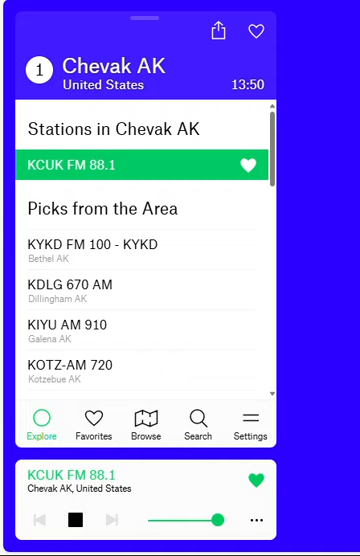 1
Chevak AK
United States
13:50
Stations in Chevak AK
KCUK FM 88.1
Picks from the Area
KYKD FM 100 - KYKD
Bethel AK
KDLG 670 AM
Dillingham AK
KIYU AM 910
Galena AK
KOTZ-AM 720
Kotzebue AK
Explore
Favorites
Browse
Search
Settings
KCUK FM 88.1
Chevak AK, United States